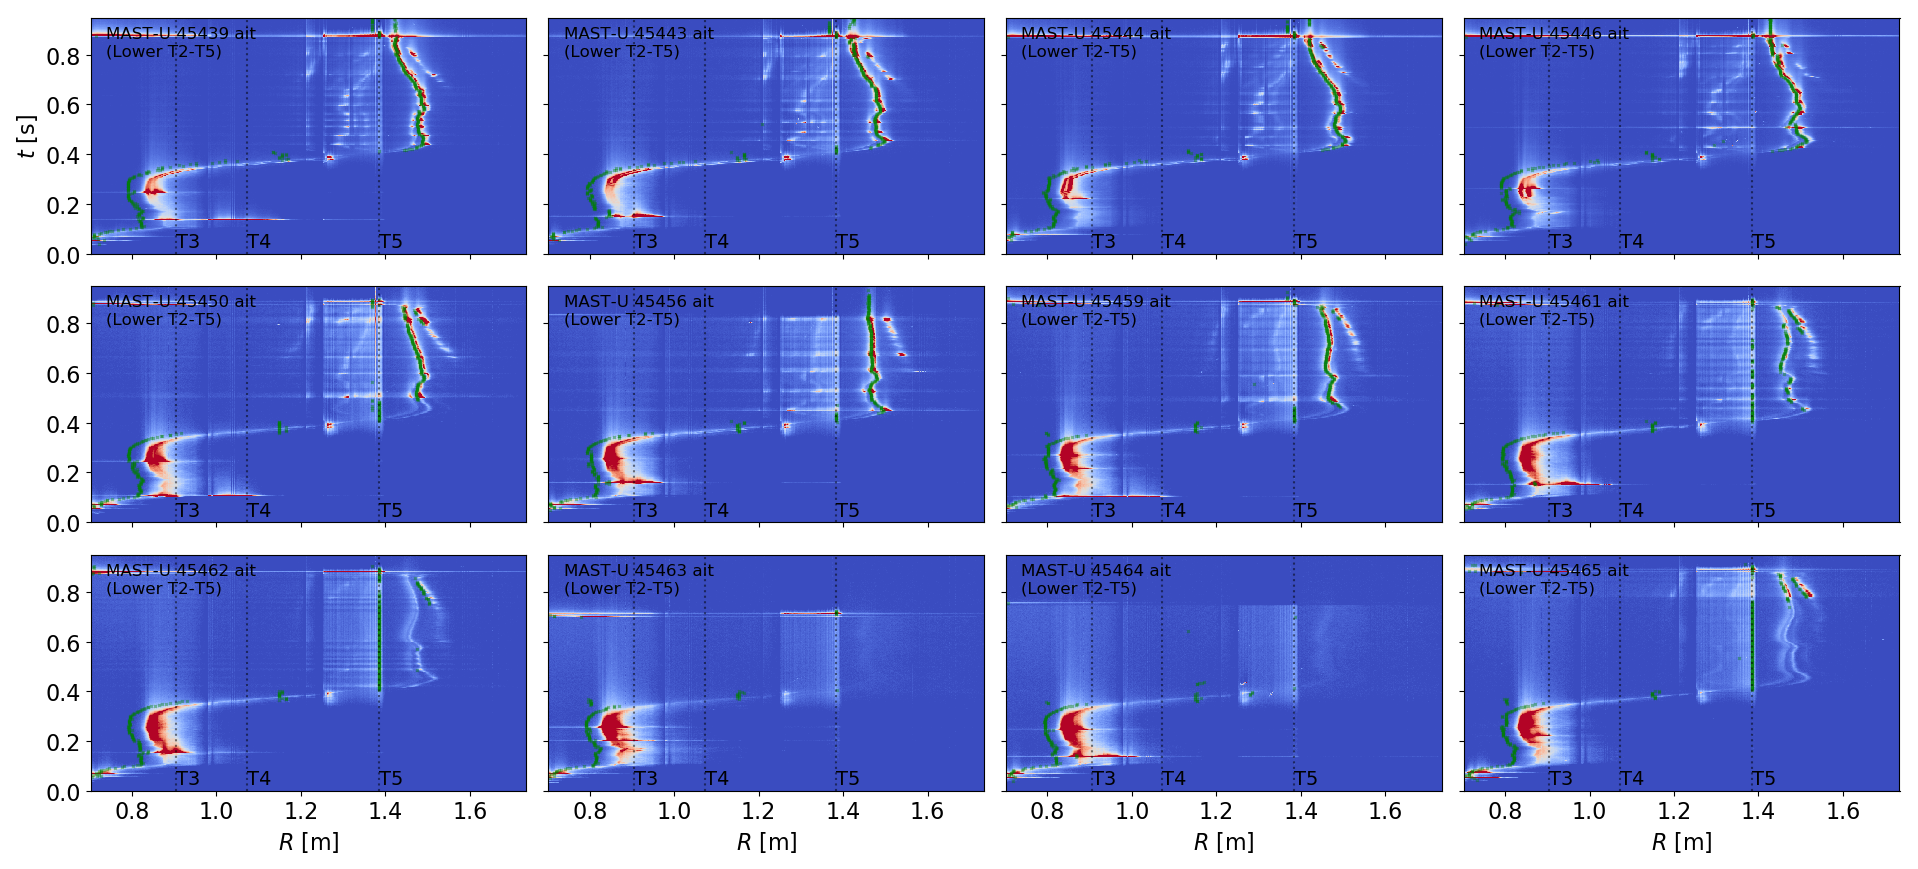 MAST-U 45439 ait
(Lower T2-T5)
MAST-U 45443 ait
(Lower T2-T5)
MAST-U 45444 ait
(Lower T2-T5)
MAST-U 45446 ait
(Lower T2-T5)
t [s]
0.8
0.6
0.4
0.2
0.0
T3 T4 T5
T3 T4 T5
T3 T4 T5
T3 T4 T5
MAST-U 45450 ait
(Lower T2-T5)
MAST-U 45456 ait
(Lower T2-T5)
MAST-U 45459 ait
(Lower T2-T5)
MAST-U 45461 ait
(Lower T2-T5)
0.8
0.6
0.4
0.2
0.0
T3 T4 T5
T3 T4 T5
T3 T4 T5
T3 T4 T5
MAST-U 45462 ait
(Lower T2-T5)
MAST-U 45463 ait
(Lower T2-T5)
MAST-U 45464 ait
(Lower T2-T5)
MAST-U 45465 ait
(Lower T2-T5)
0.8
0.6
0.4
0.2
0.0
T3 T4 T5
T3 T4 T5
T3 T4 T5
T3 T4 T5
0.8 1.0 1.2 1.4 1.6
0.8 1.0 1.2 1.4 1.6
0.8 1.0 1.2 1.4 1.6
0.8 1.0 1.2 1.4 1.6
R [m]
R [m]
R [m]
R [m]